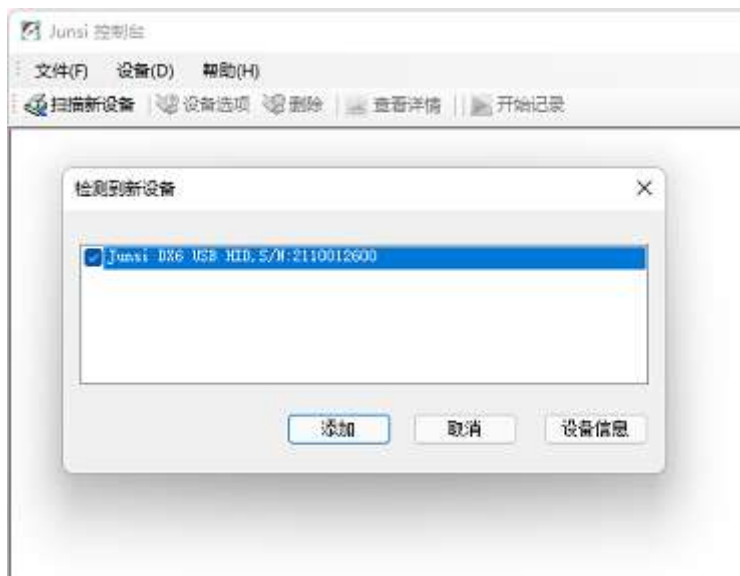 Junsi 控制台
文件(F) 设备(D) 帮助(H)
扫描新设备 设备选项 删除 查看详情 开始记录
检测到新设备
Junsi DX6 USB HID,S/N:2110012600
添加 取消 设备信息